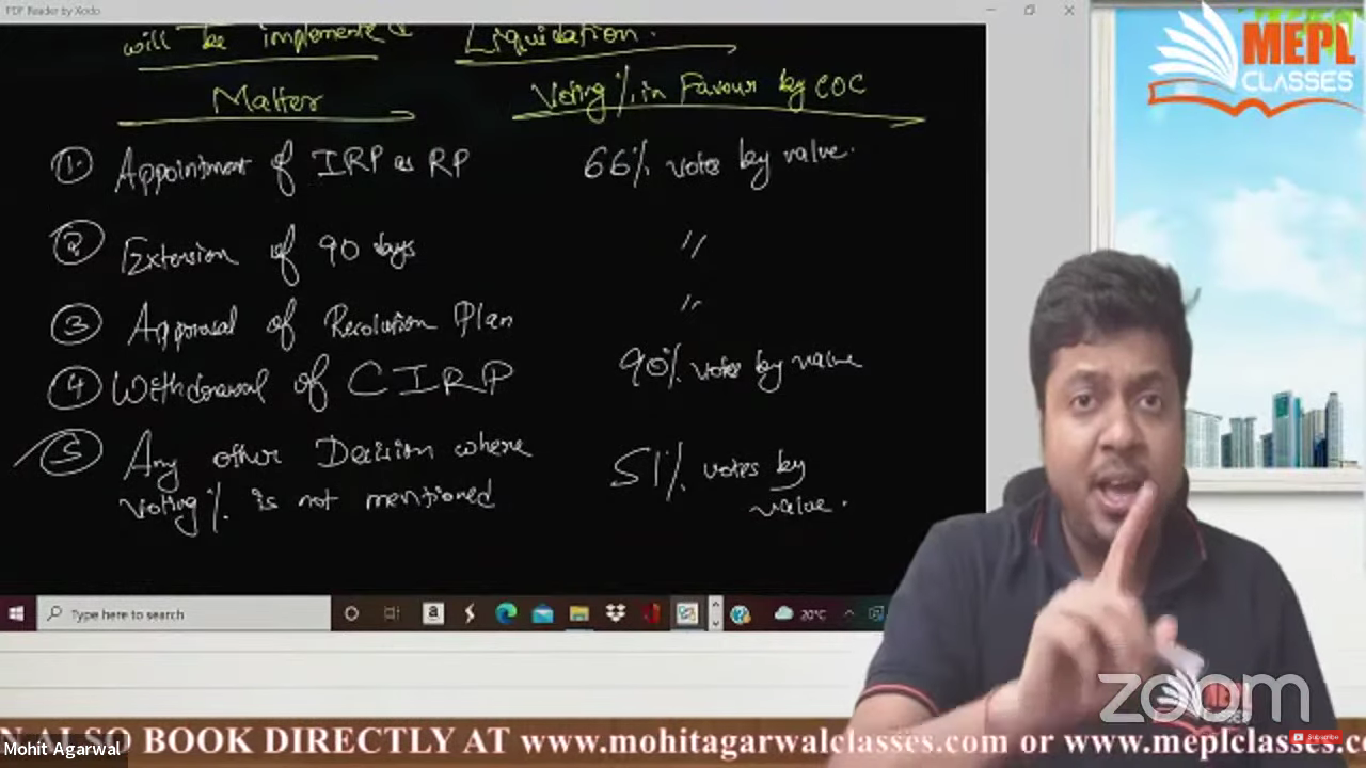 PDF Reader by Xodo
will be implemented Liquidation.
Matter Voting % in Favour by COC
① Appointment of IRP as RP 66% votes by value.
② Extension of 90 days "
③ Approval of Resolution Plan "
④ Withdrawal of CIRP 90% votes by value
⑤ Any other Decision where 51% votes by
voting % is not mentioned value.
MEPL
CLASSES
Type here to search
20°C
zoom
MEPL
N ALSO BOOK DIRECTLY AT www.mohitagarwalclasses.com or www.meplclasses.c
Mohit Agarwal
Subscribe